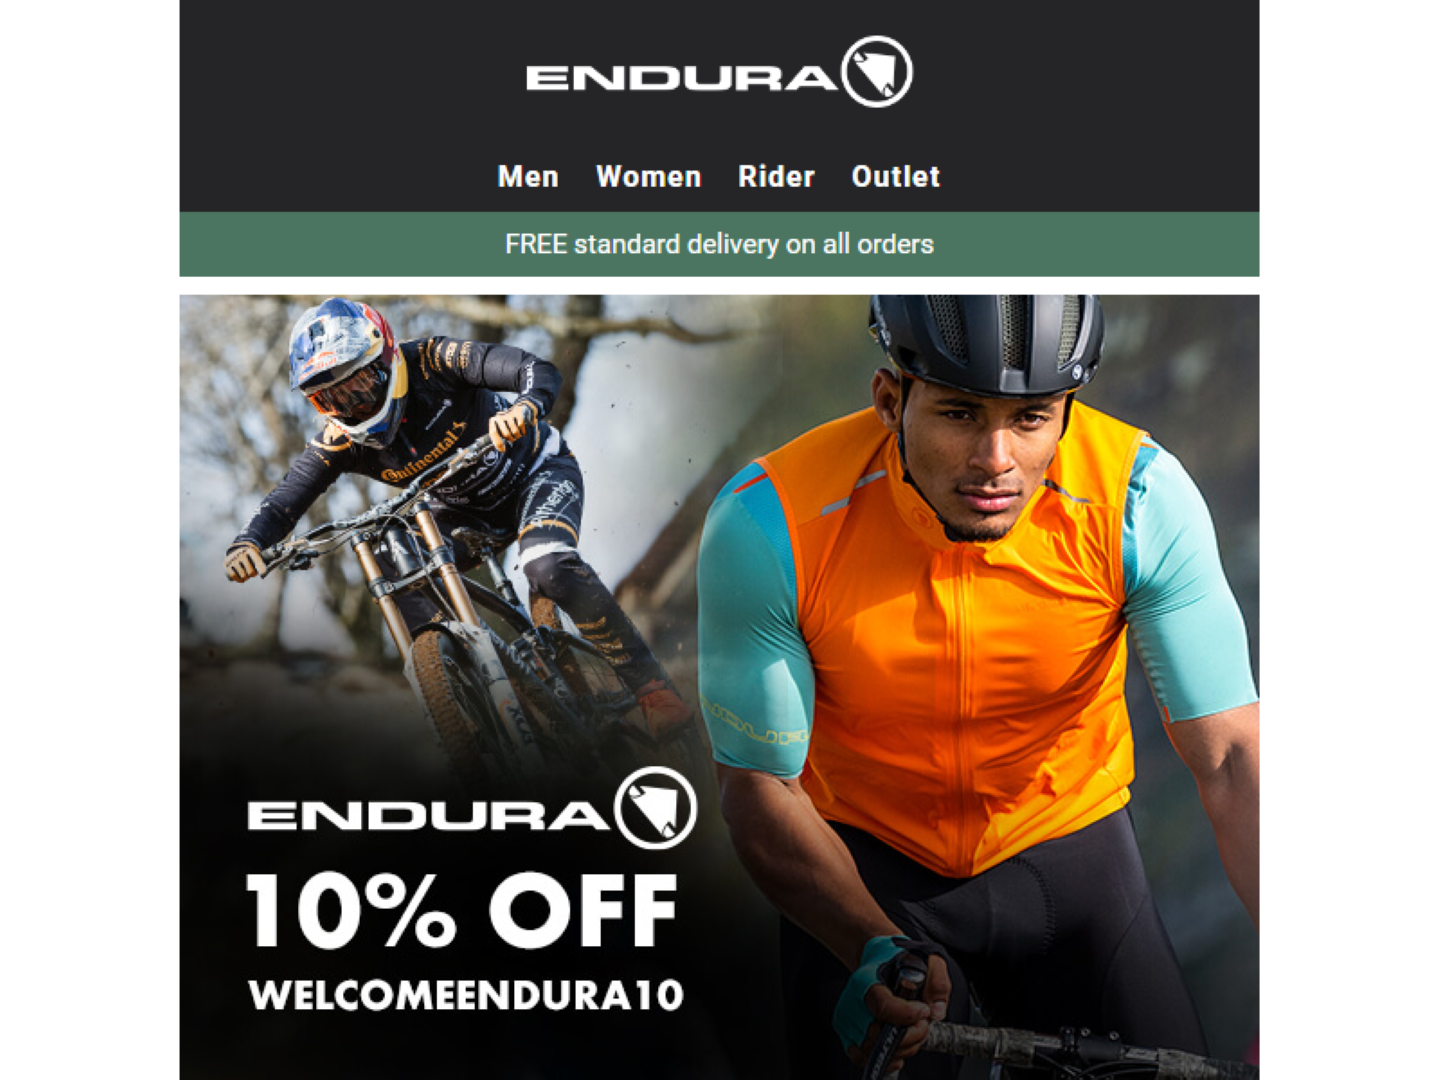 ENDURA
Men Women Rider Outlet
FREE standard delivery on all orders
Continental
ENDURA
10% OFF
WELCOMEENDURA10